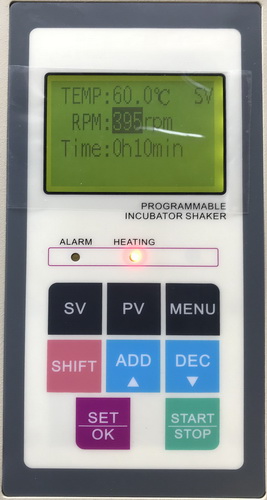 TEMP:60.0℃ SV
RPM:395rpm
Time:0h10min
PROGRAMMABLE
INCUBATOR SHAKER
ALARM HEATING
SV PV MENU
SHIFT ADD DEC
SET
OK
START
STOP